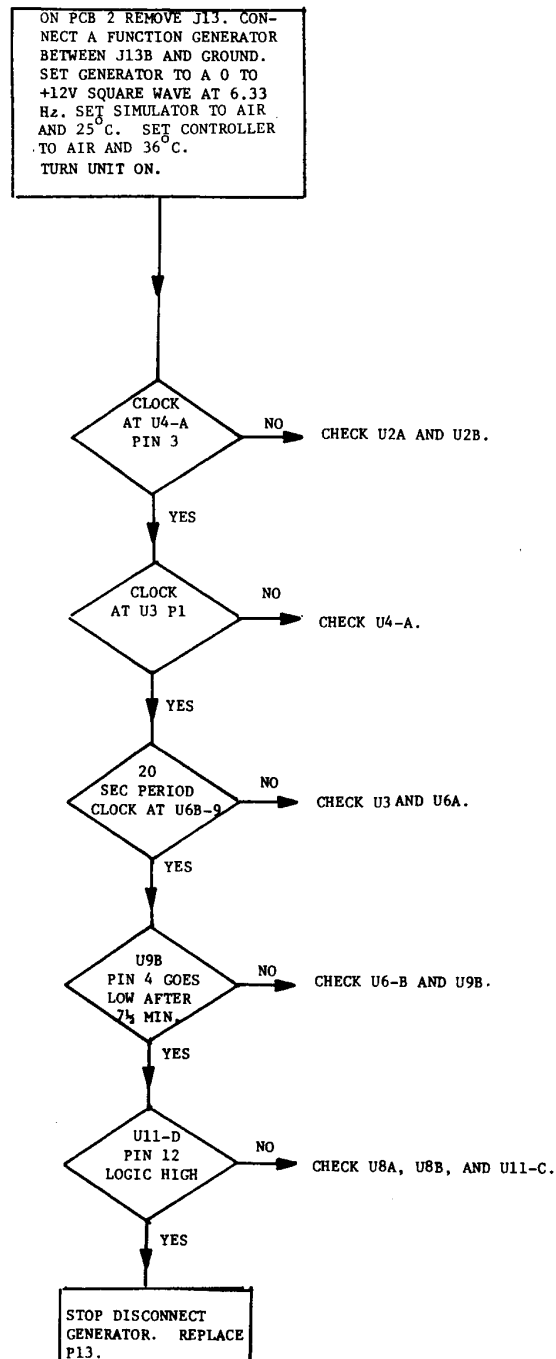 ON PCB 2 REMOVE J13. CON-
NECT A FUNCTION GENERATOR
BETWEEN J13B AND GROUND.
SET GENERATOR TO A 0 TO
+12V SQUARE WAVE AT 6.33
Hz. SET SIMULATOR TO AIR
AND 25°C. SET CONTROLLER
TO AIR AND 36°C.
TURN UNIT ON.
CLOCK
AT U4-A
PIN 3
NO
CHECK U2A AND U2B.
YES
CLOCK
AT U3 P1
NO
CHECK U4-A.
YES
20
SEC PERIOD
CLOCK AT U6B-9
NO
CHECK U3 AND U6A.
YES
U9B
PIN 4 GOES
LOW AFTER
7½ MIN.
NO
CHECK U6-B AND U9B.
YES
U11-D
PIN 12
LOGIC HIGH
NO
CHECK U8A, U8B, AND U11-C.
YES
STOP DISCONNECT
GENERATOR. REPLACE
P13.